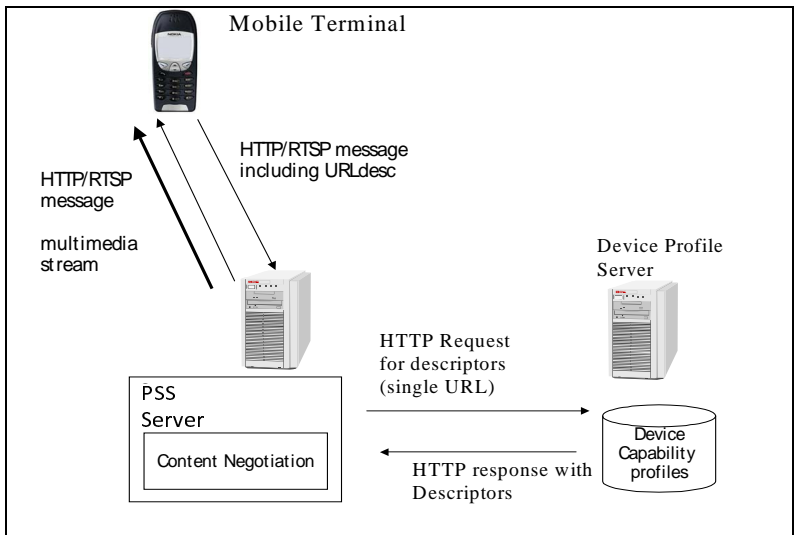 Mobile Terminal
NOKIA
HTTP/RTSP message
including URLdesc
HTTP/RTSP
message
multimedia
stream
Device Profile
Server
HTTP Request
for descriptors
(single URL)
PSS
Server
Content Negotiation
HTTP response with
Descriptors
Device
Capability
profiles